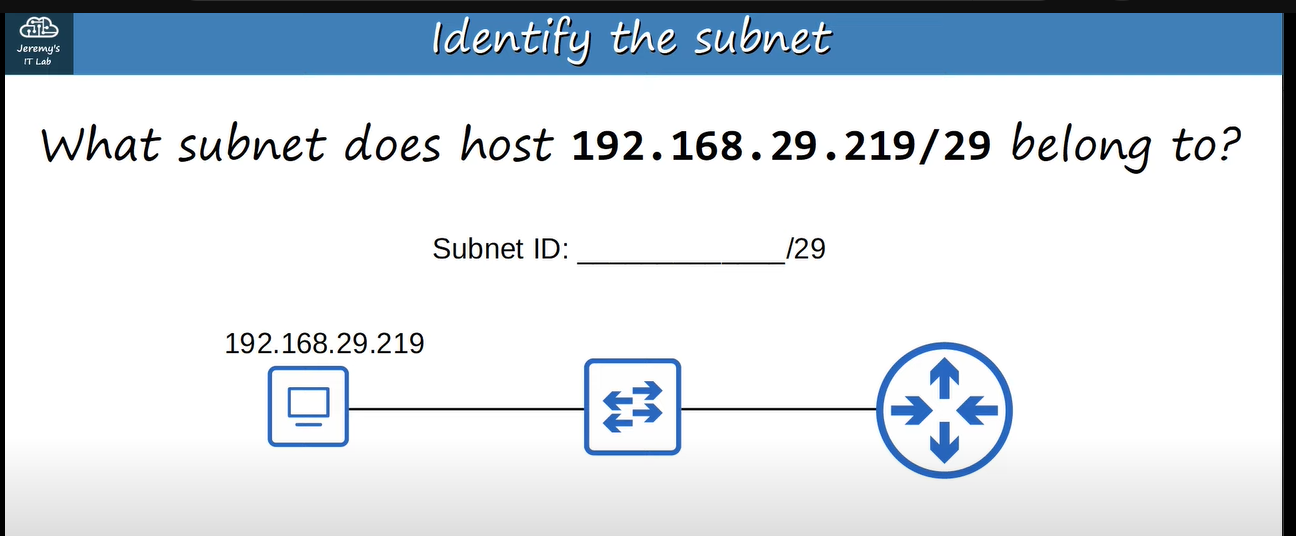 Jeremy's
IT Lab
Identify the subnet
What subnet does host 192.168.29.219/29 belong to?
Subnet ID: _____________/29
192.168.29.219